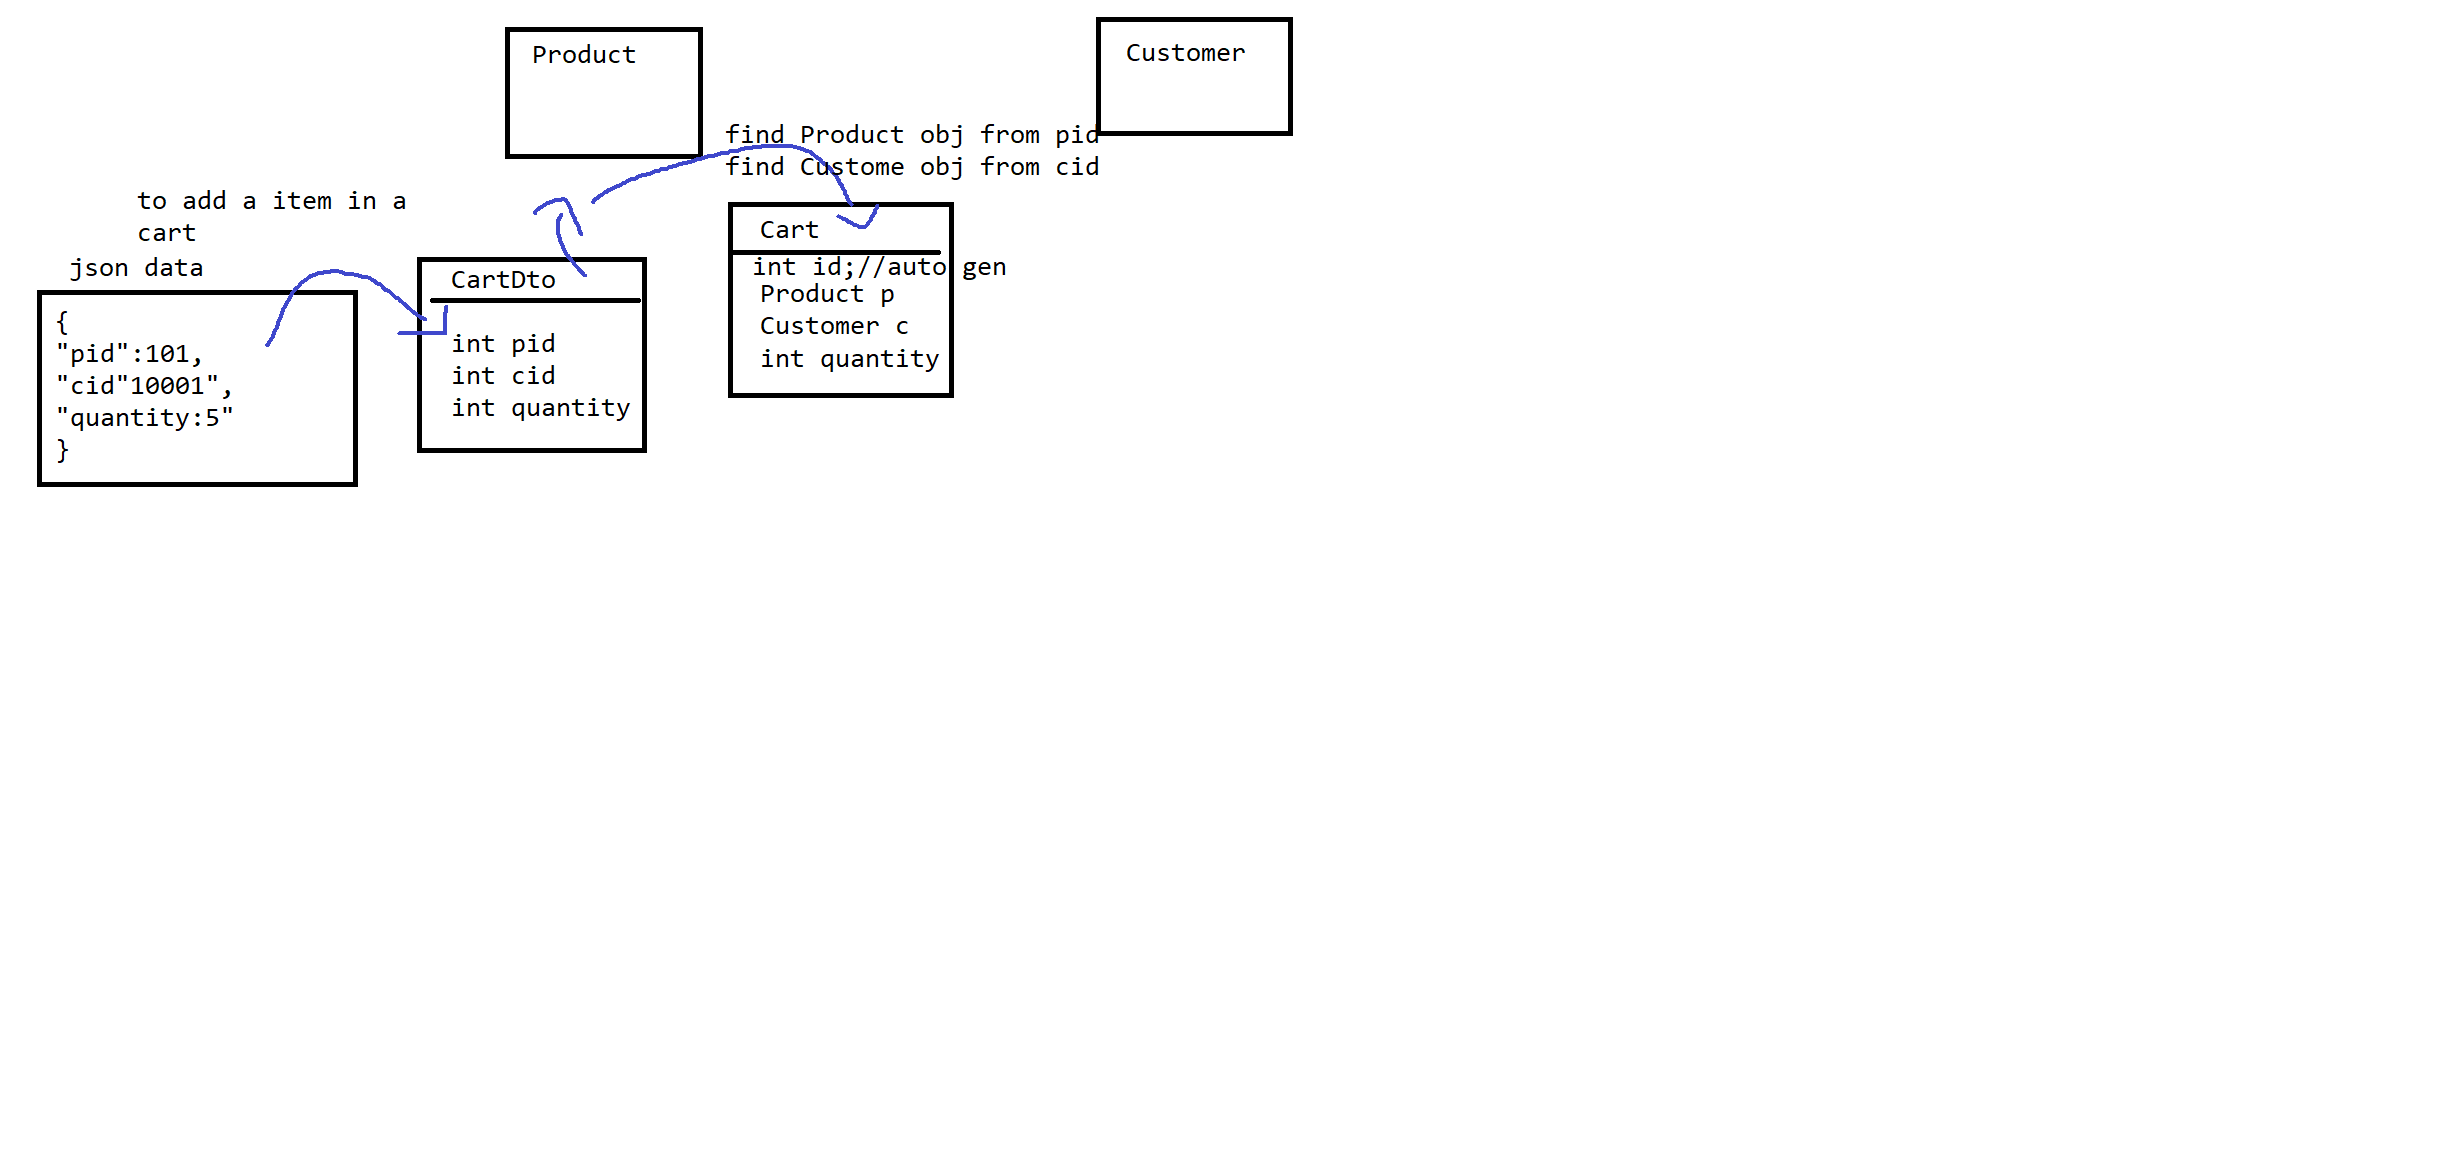 Product
Customer
find Product obj from pid
find Custome obj from cid
to add a item in a
cart
json data
{
"pid":101,
"cid"10001",
"quantity:5"
}
CartDto
int pid
int cid
int quantity
Cart
int id;//auto gen
Product p
Customer c
int quantity